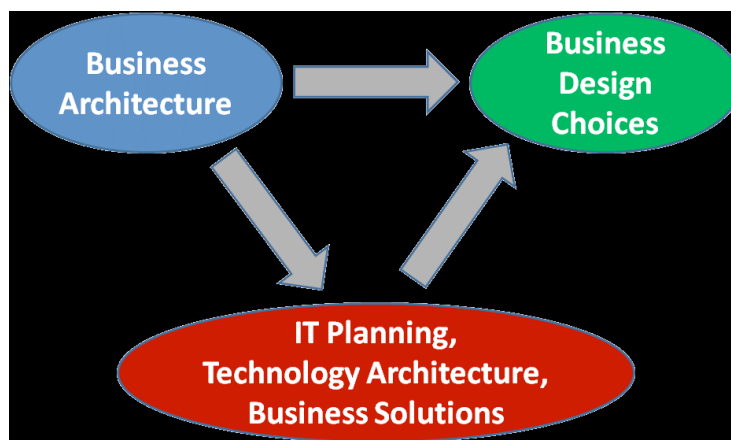 Business
Architecture
Business
Design
Choices
IT Planning,
Technology Architecture,
Business Solutions